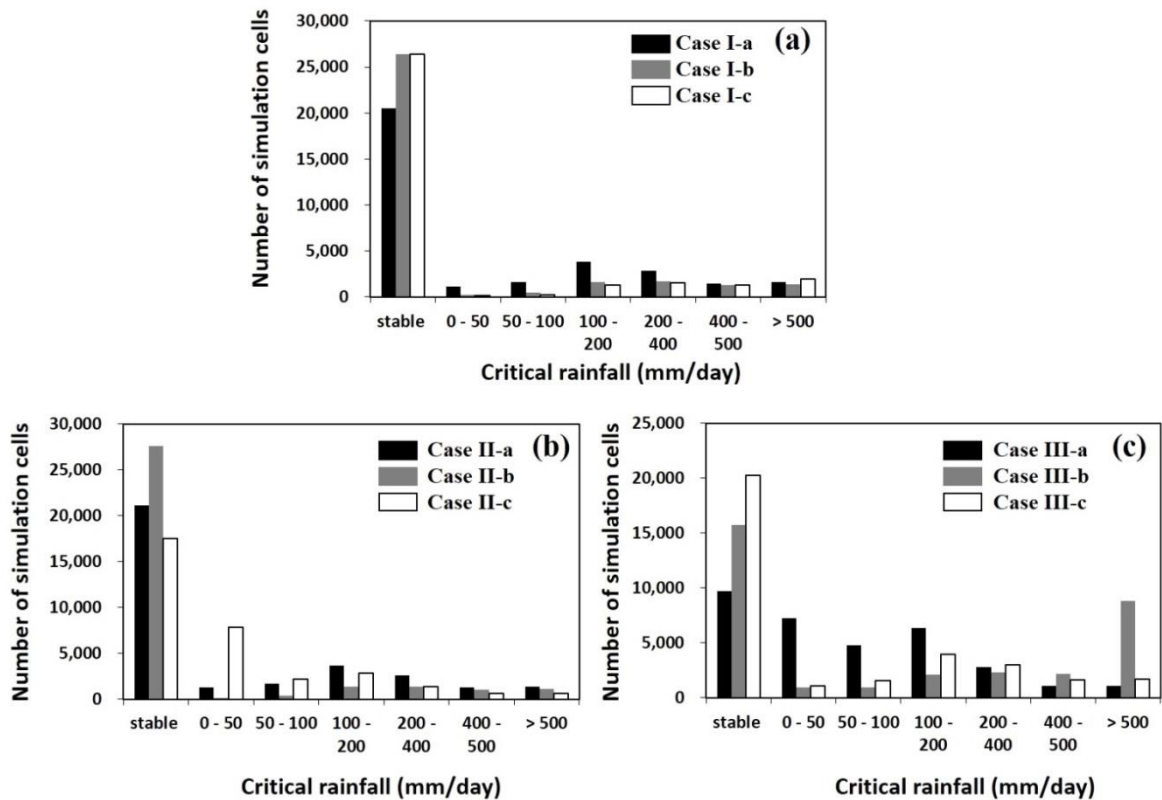 30,000
25,000
20,000
15,000
10,000
5,000
0
Number of simulation cells
Case I-a
Case I-b
Case I-c
(a)
stable 0 - 50 50 - 100 100 - 200 - 400 - > 500
200 400 500
Critical rainfall (mm/day)
30,000
25,000
20,000
15,000
10,000
5,000
0
Number of simulation cells
Case II-a
Case II-b
Case II-c
(b)
stable 0 - 50 50 - 100 100 - 200 - 400 - > 500
200 400 500
Critical rainfall (mm/day)
25,000
20,000
15,000
10,000
5,000
0
Number of simulation cells
Case III-a
Case III-b
Case III-c
(c)
stable 0 - 50 50 - 100 100 - 200 - 400 - > 500
200 400 500
Critical rainfall (mm/day)